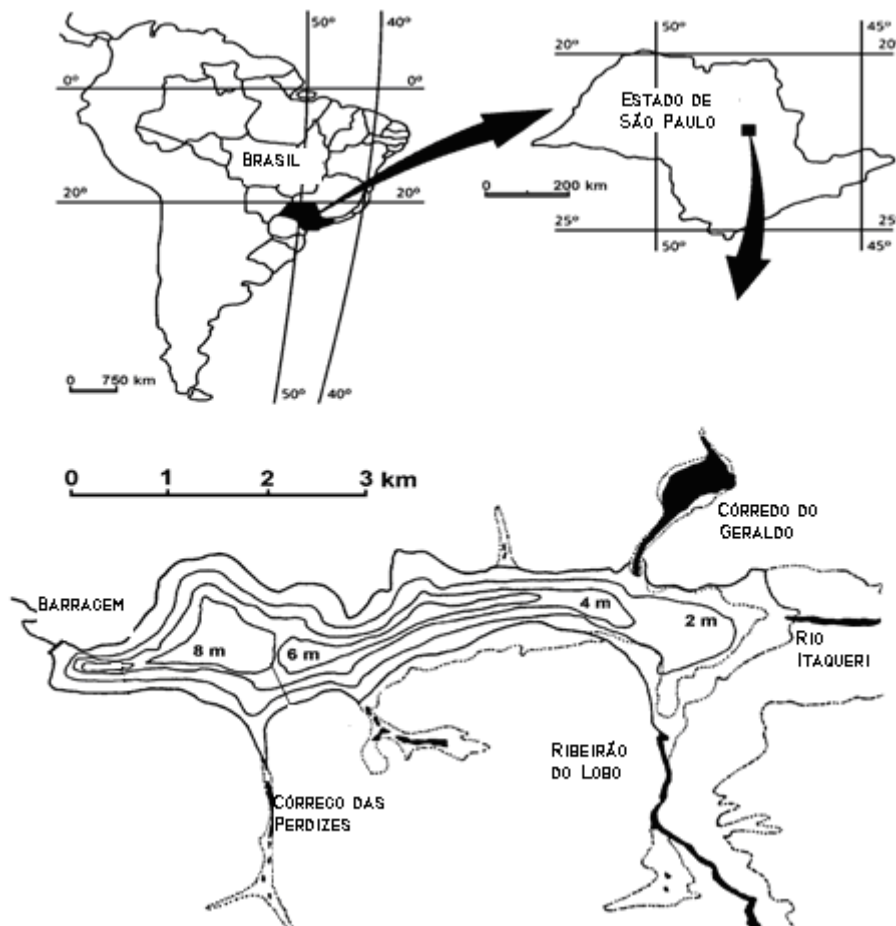 50° 40°
0° 0°
BRASIL
20° 20°
0 750 km
50° 40°
45°
20° 20°
ESTADO DE
SÃO PAULO
0 200 km
25° 25°
50° 45°
0 1 2 3 km
CÓRREDO DO
GERALDO
BARRAGEM
4 m
2 m
8 m
6 m
RIO
ITAQUERI
RIBEIRÃO
DO LOBO
CÓRREGO DAS
PERDIZES